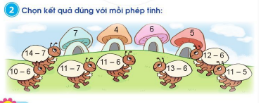 2 Chọn kết quả đúng với mỗi phép tính:
7 4 6 5
14 – 7 11 – 6 12 – 6
10 – 6 11 – 7 13 – 6 11 – 5